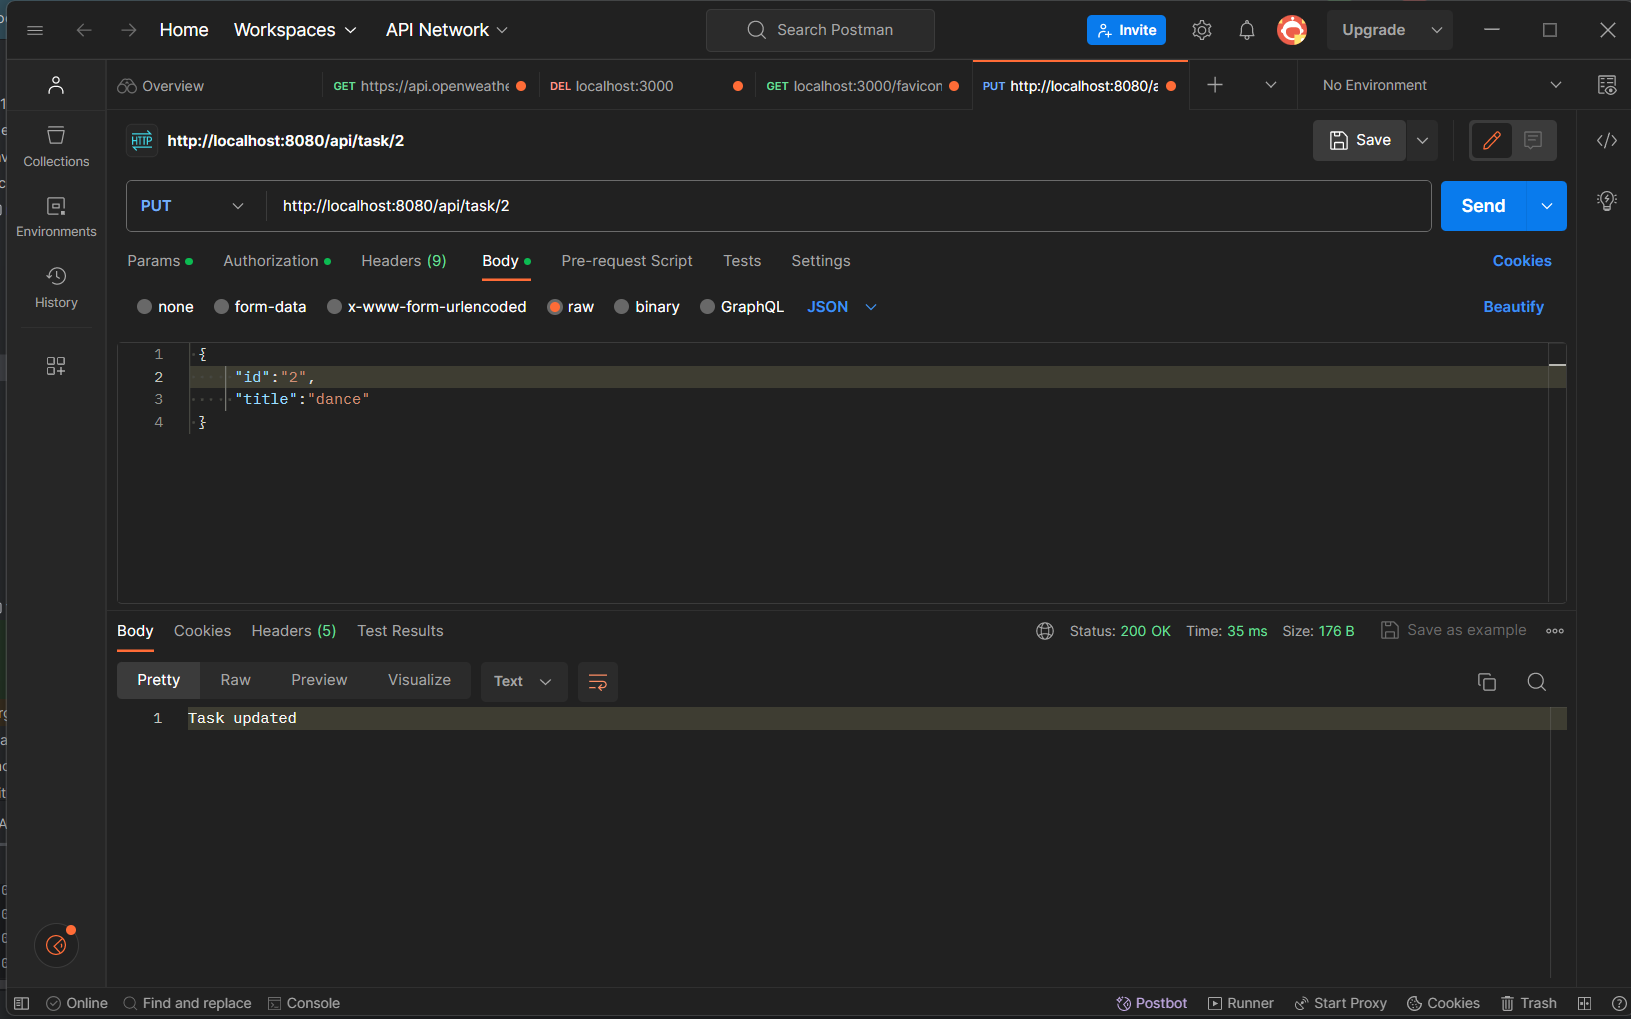 Home Workspaces API Network Search Postman Invite Upgrade
Overview GET https://api.openweathe DEL localhost:3000 GET localhost:3000/favicon PUT http://localhost:8080/a No Environment
HTTP http://localhost:8080/api/task/2 Save
Collections
PUT http://localhost:8080/api/task/2 Send
Environments
Params Authorization Headers (9) Body Pre-request Script Tests Settings Cookies
History
none form-data x-www-form-urlencoded raw binary GraphQL JSON Beautify
1 {
2 "id":"2",
3 "title":"dance"
4 }
Body Cookies Headers (5) Test Results Status: 200 OK Time: 35 ms Size: 176 B Save as example
Pretty Raw Preview Visualize Text
1 Task updated
Online Find and replace Console Postbot Runner Start Proxy Cookies Trash